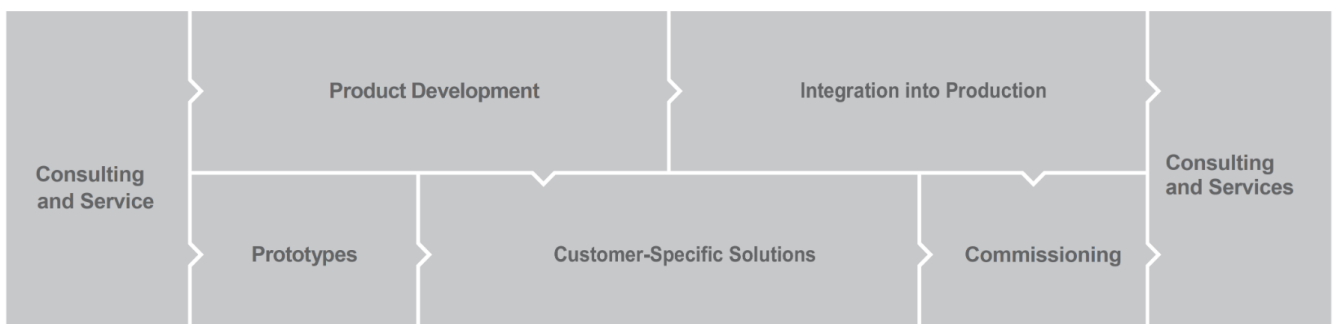 Consulting
and Service
Product Development
Integration into Production
Prototypes
Customer-Specific Solutions
Commissioning
Consulting
and Services